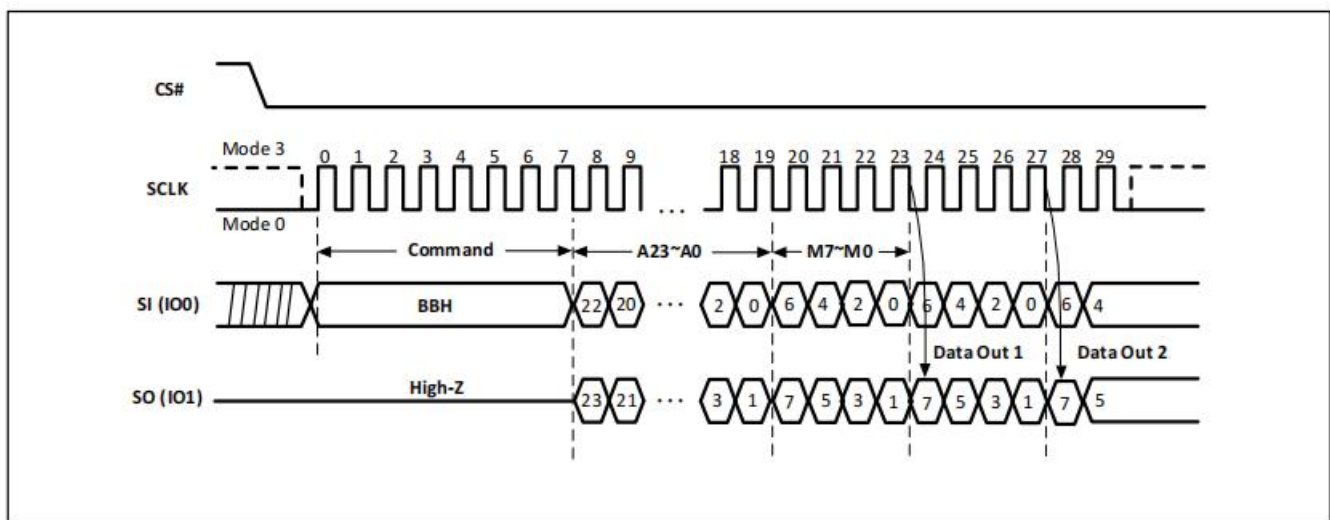 CS#
Mode 3
0 1 2 3 4 5 6 7 8 9 18 19 20 21 22 23 24 25 26 27 28 29
SCLK
...
Mode 0
Command A23~A0 M7~M0
SI (IO0) BBH 22 20 ... 2 0 6 4 2 0 6 4 2 0 6 4
Data Out 1 Data Out 2
SO (IO1) High-Z 23 21 ... 3 1 7 5 3 1 7 5 3 1 7 5